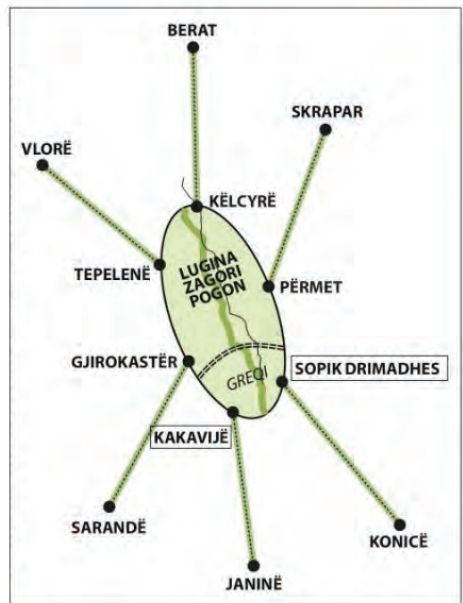 BERAT
SKRAPAR
VLORË
KËLCYRË
LUGINA
ZAGORI
POGON
TEPELENË
PËRMET
GJIROKASTËR
GREQI
SOPIK DRIMADHES
KAKAVIJË
SARANDË
KONICË
JANINË